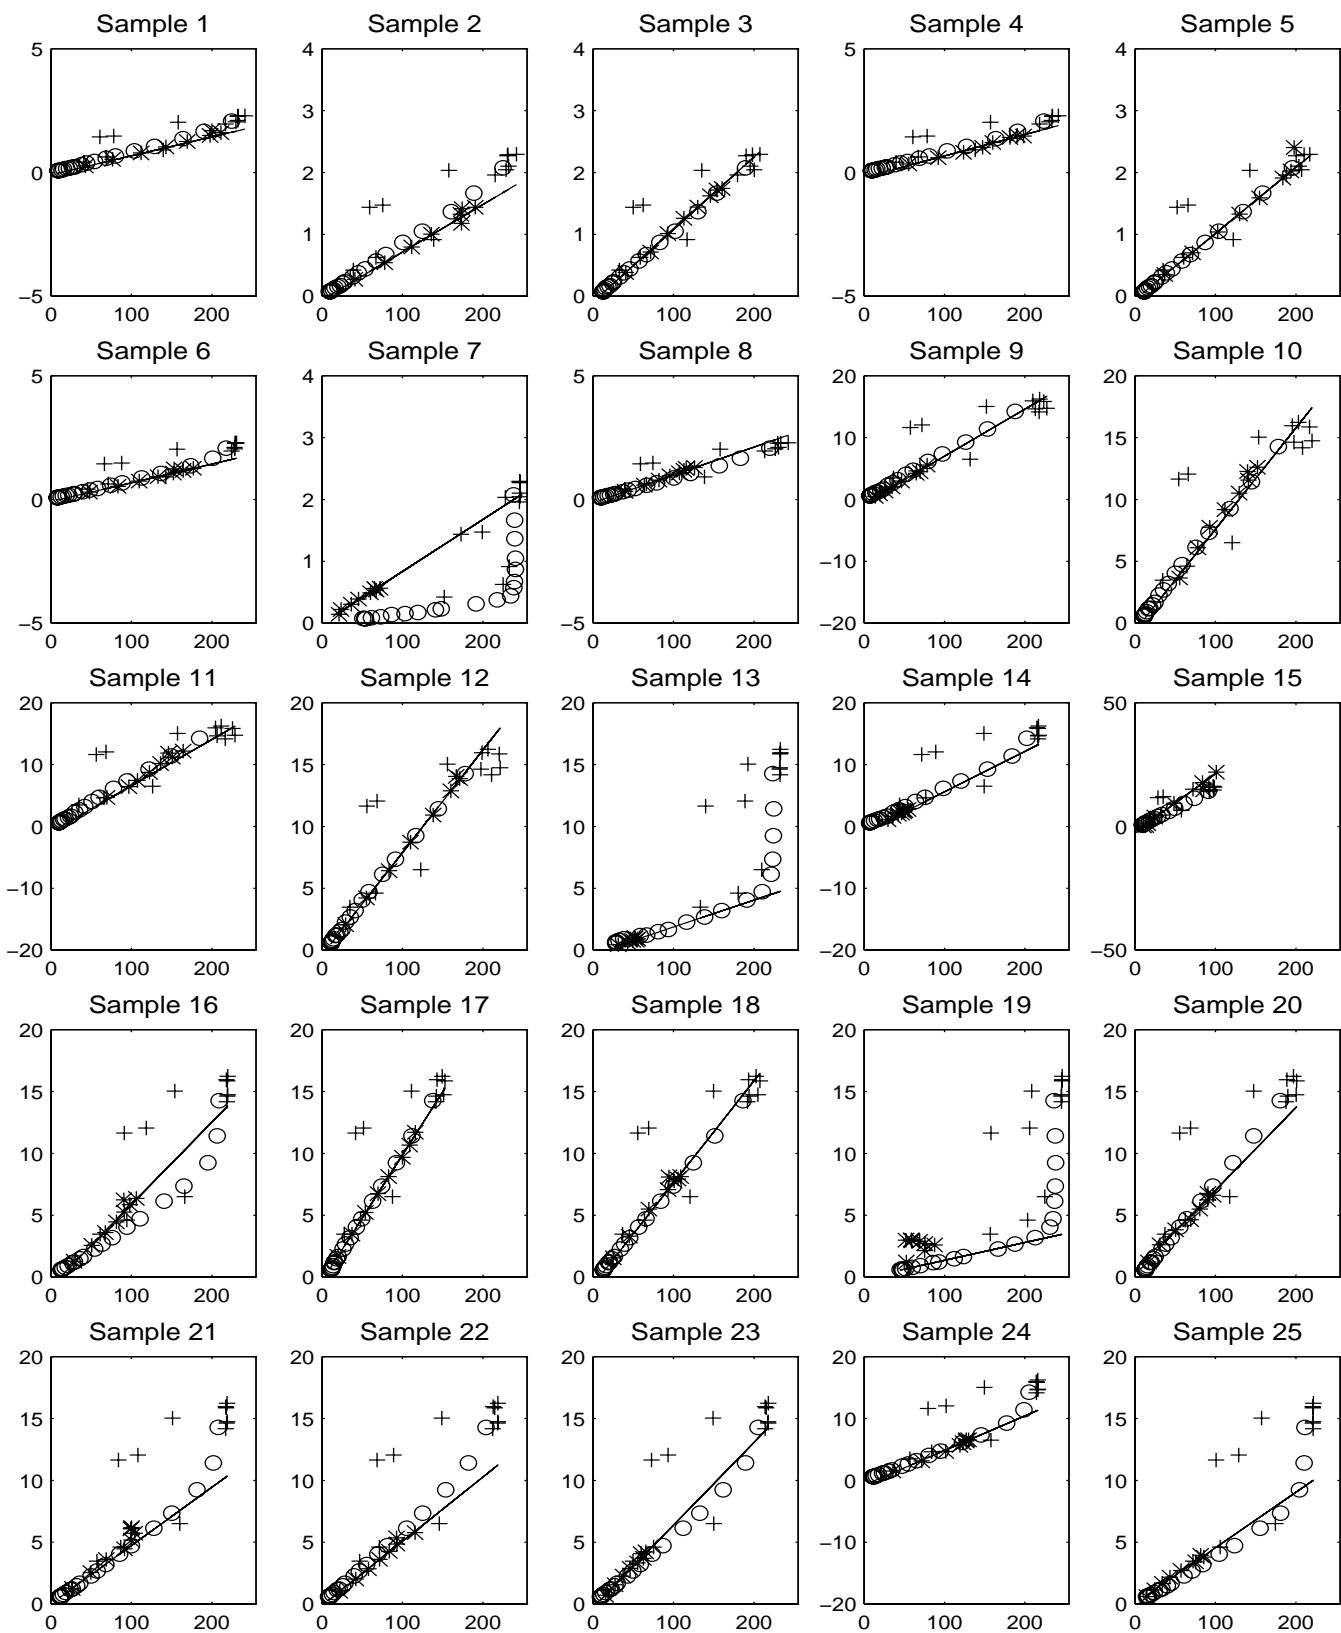 Sample 1 Sample 2 Sample 3 Sample 4 Sample 5
5 4 4 5 4
3 3 3
0 2 2 0 2
1 1 1
−5 0 0 −5 0
0 100 200 0 100 200 0 100 200 0 100 200 0 100 200
Sample 6 Sample 7 Sample 8 Sample 9 Sample 10
5 4 5 20 20
3 10 15
0 2 0 0 10
1 −10 5
−5 0 −5 −20 0
0 100 200 0 100 200 0 100 200 0 100 200 0 100 200
Sample 11 Sample 12 Sample 13 Sample 14 Sample 15
20 20 20 20 50
10 15 15 10
0 10 10 0 0
−10 5 5 −10
−20 0 0 −20 −50
0 100 200 0 100 200 0 100 200 0 100 200 0 100 200
Sample 16 Sample 17 Sample 18 Sample 19 Sample 20
20 20 20 20 20
15 15 15 15 15
10 10 10 10 10
5 5 5 5 5
0 0 0 0 0
0 100 200 0 100 200 0 100 200 0 100 200 0 100 200
Sample 21 Sample 22 Sample 23 Sample 24 Sample 25
20 20 20 20 20
15 15 15 10 15
10 10 10 0 10
5 5 5 −10 5
0 0 0 −20 0
0 100 200 0 100 200 0 100 200 0 100 200 0 100 200